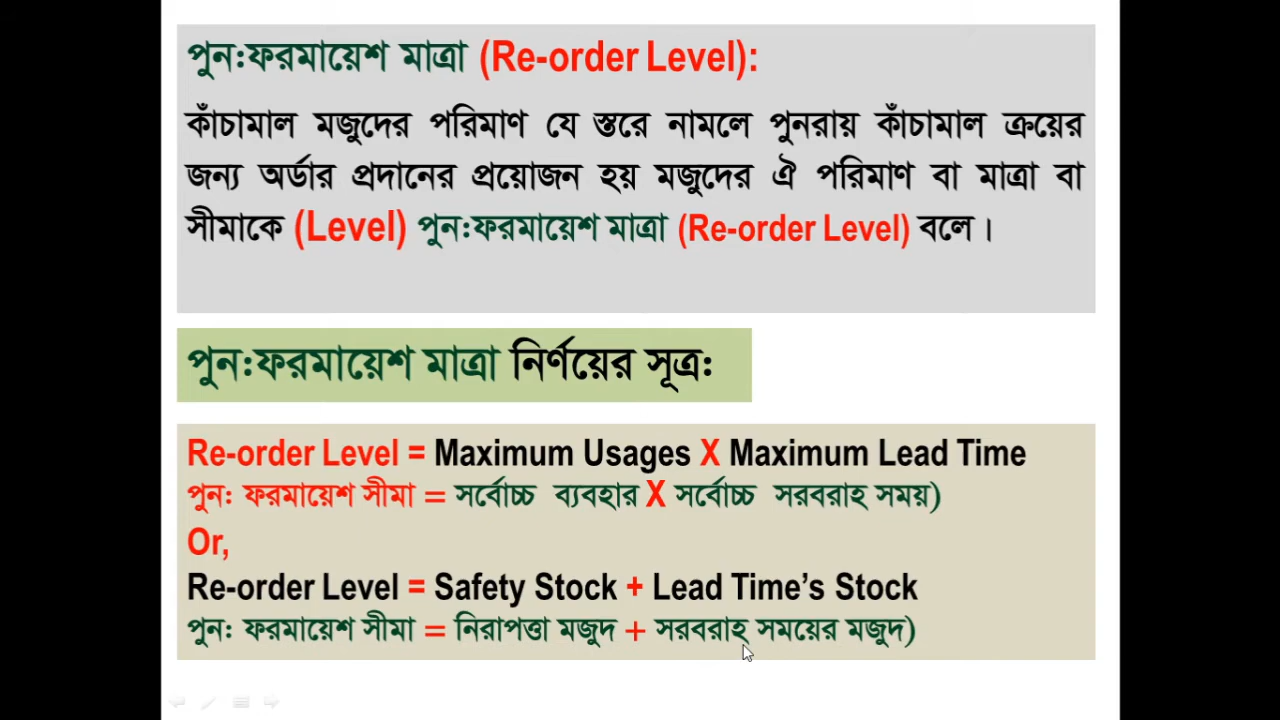 পুন:ফরমায়েশ মাত্রা (Re-order Level):
কাঁচামাল মজুদের পরিমাণ যে স্তরে নামলে পুনরায় কাঁচামাল ক্রয়ের
জন্য অর্ডার প্রদানের প্রয়োজন হয় মজুদের ঐ পরিমাণ বা মাত্রা বা
সীমাকে (Level) পুন:ফরমায়েশ মাত্রা (Re-order Level) বলে।
পুন:ফরমায়েশ মাত্রা নির্ণয়ের সূত্র:
Re-order Level = Maximum Usages X Maximum Lead Time
পুন: ফরমায়েশ সীমা = সর্বোচ্চ ব্যবহার X সর্বোচ্চ সরবরাহ সময়)
Or,
Re-order Level = Safety Stock + Lead Time's Stock
পুন: ফরমায়েশ সীমা = নিরাপত্তা মজুদ + সরবরাহ সময়ের মজুদ)